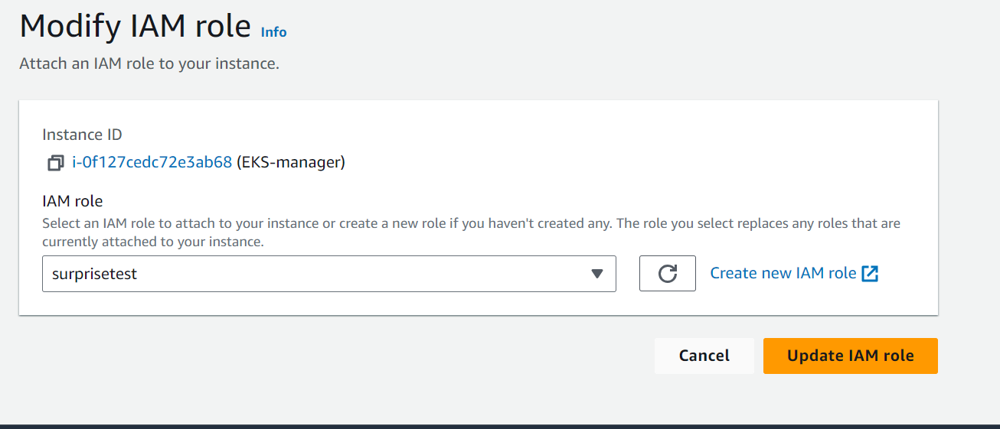 Modify IAM role Info
Attach an IAM role to your instance.
Instance ID
i-0f127cedc72e3ab68 (EKS-manager)
IAM role
Select an IAM role to attach to your instance or create a new role if you haven't created any. The role you select replaces any roles that are
currently attached to your instance.
surprisetest
Create new IAM role
Cancel
Update IAM role